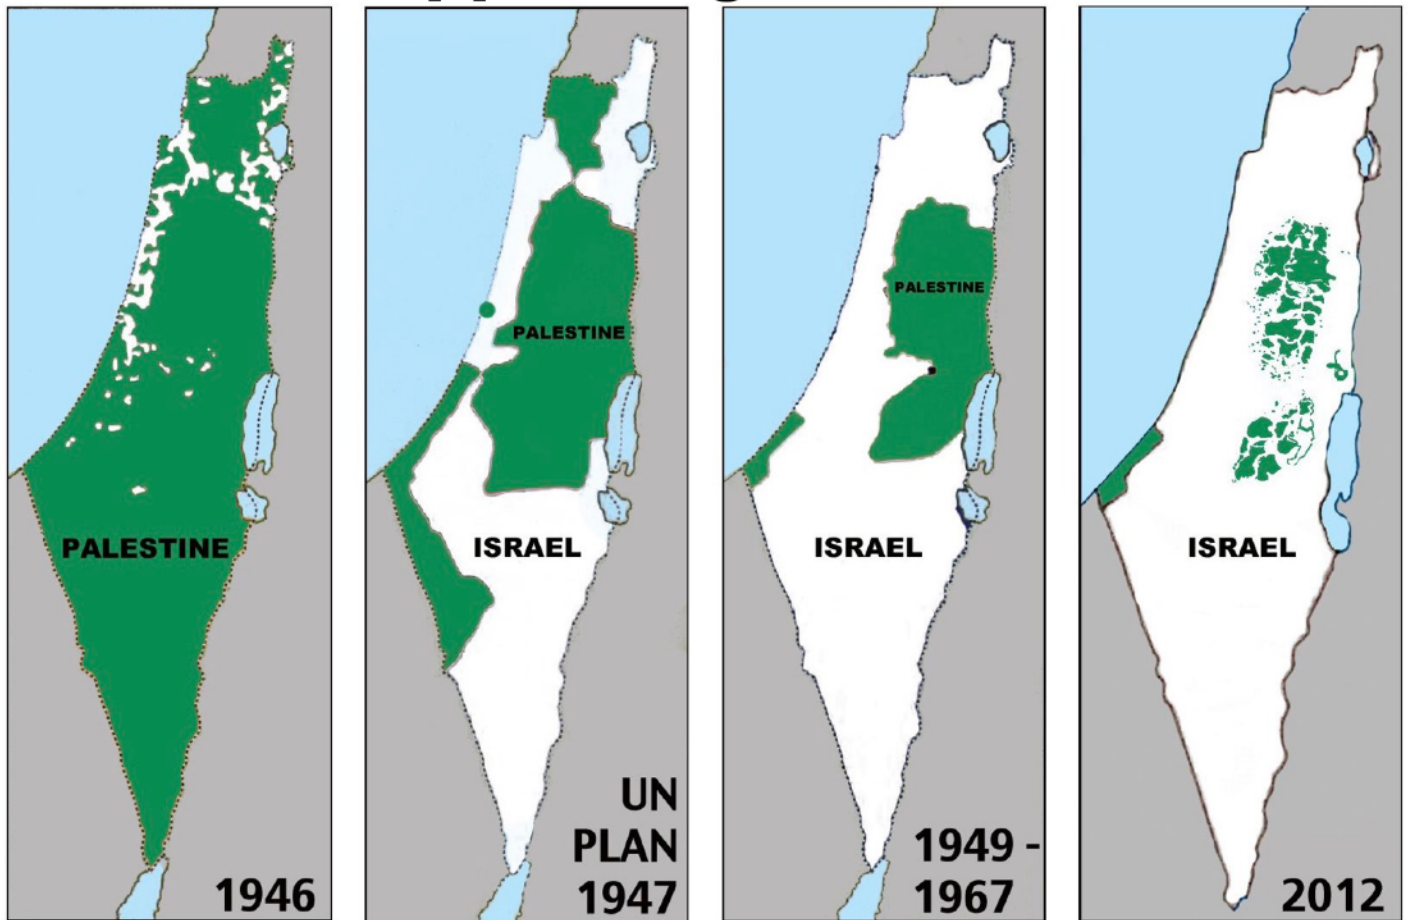 PALESTINE
1946
PALESTINE
ISRAEL
UN
PLAN
1947
PALESTINE
ISRAEL
1949 -
1967
ISRAEL
2012